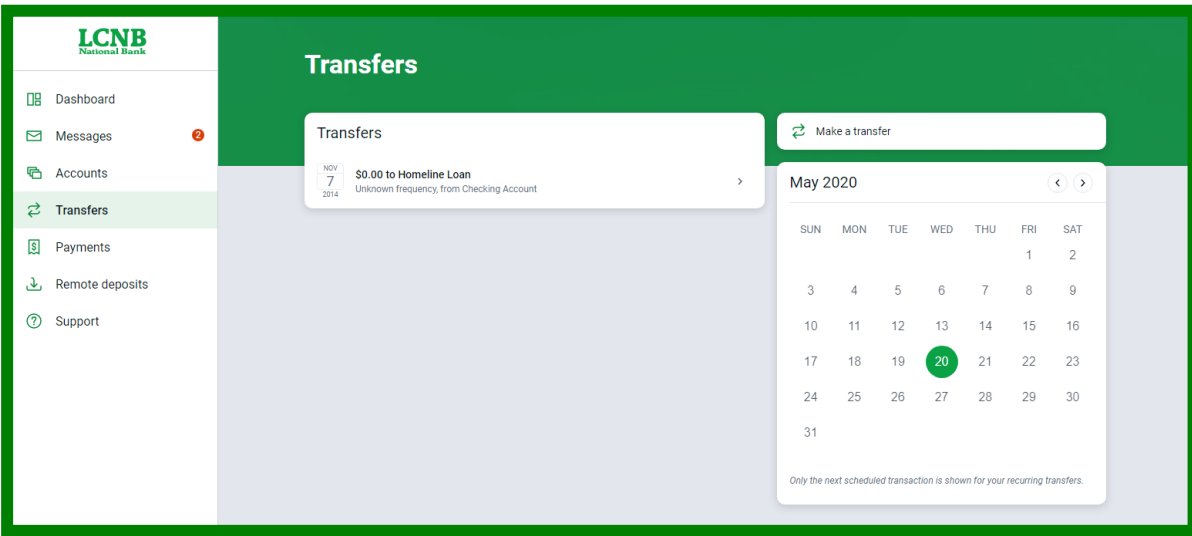 LCNB
National Bank
Dashboard
Messages 2
Accounts
Transfers
Payments
Remote deposits
Support
Transfers
Transfers
NOV
7
2014
$0.00 to Homeline Loan
Unknown frequency, from Checking Account
Make a transfer
May 2020
SUN MON TUE WED THU FRI SAT
1 2
3 4 5 6 7 8 9
10 11 12 13 14 15 16
17 18 19 20 21 22 23
24 25 26 27 28 29 30
31
Only the next scheduled transaction is shown for your recurring transfers.